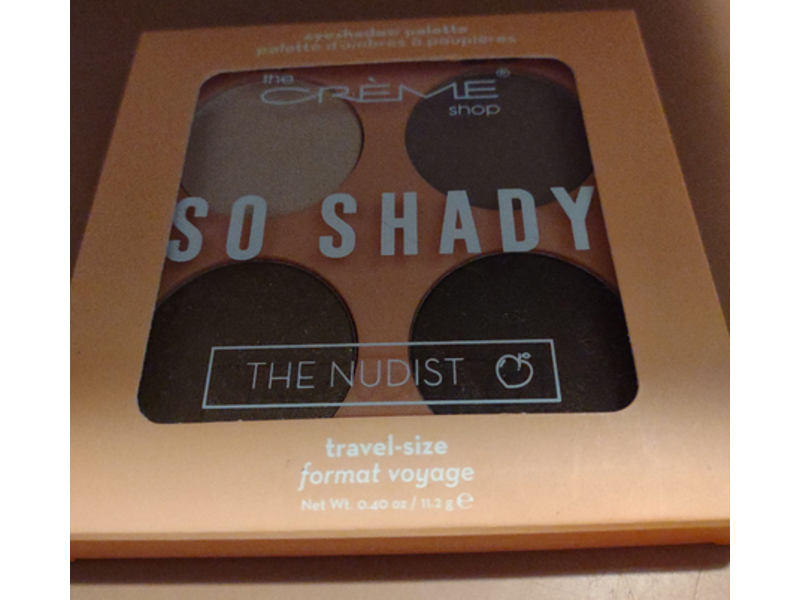 eyeshadow palette
palette d'ombres à paupières
the
CRÈME®
shop
SO SHADY
THE NUDIST
travel-size
format voyage
Net Wt. 0.40 oz / 11.2 g ℮